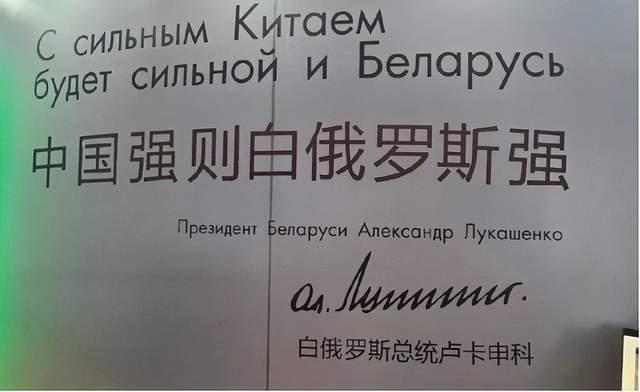 С сильным Китаем
будет сильной и Беларусь
中国强则白俄罗斯强
Президент Беларуси Александр Лукашенко
白俄罗斯总统卢卡申科